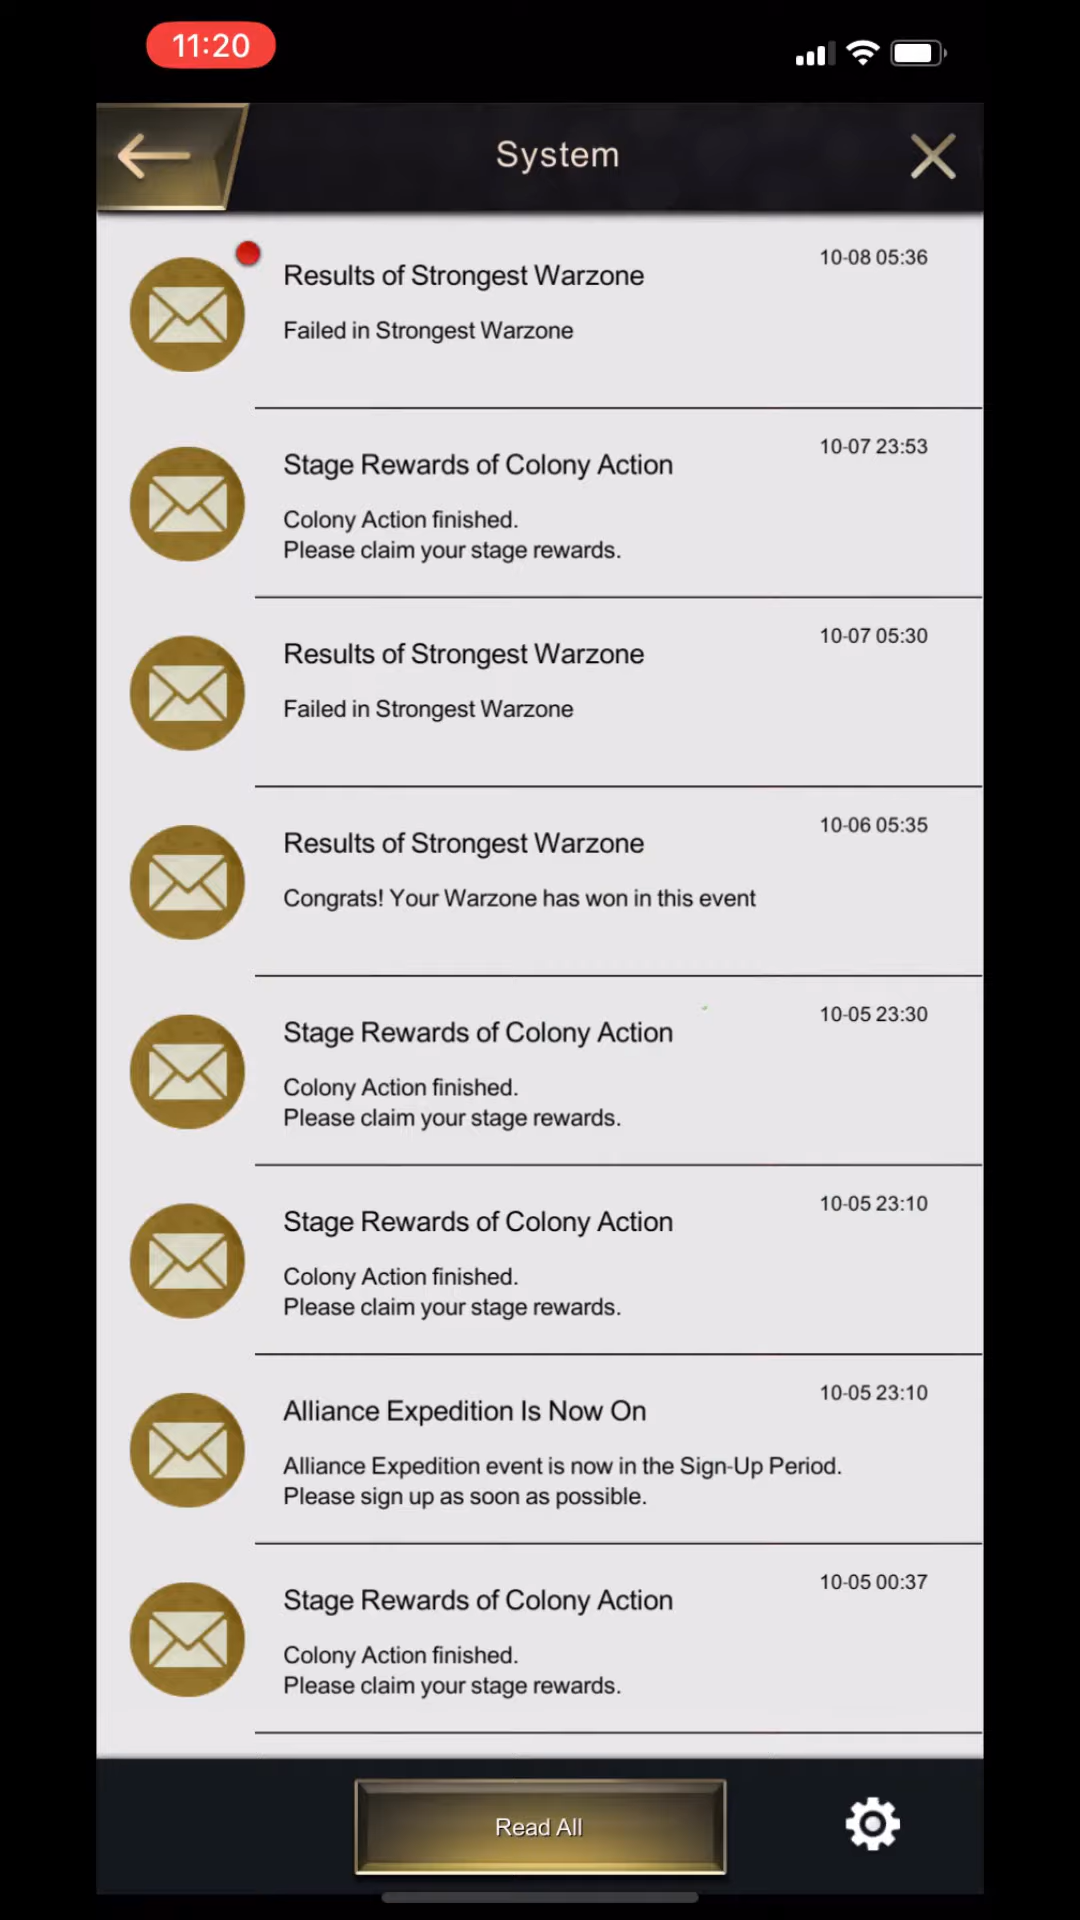 11:20
System
10-08 05:36
Results of Strongest Warzone
Failed in Strongest Warzone
10-07 23:53
Stage Rewards of Colony Action
Colony Action finished.
Please claim your stage rewards.
10-07 05:30
Results of Strongest Warzone
Failed in Strongest Warzone
10-06 05:35
Results of Strongest Warzone
Congrats! Your Warzone has won in this event
10-05 23:30
Stage Rewards of Colony Action
Colony Action finished.
Please claim your stage rewards.
10-05 23:10
Stage Rewards of Colony Action
Colony Action finished.
Please claim your stage rewards.
10-05 23:10
Alliance Expedition Is Now On
Alliance Expedition event is now in the Sign-Up Period.
Please sign up as soon as possible.
10-05 00:37
Stage Rewards of Colony Action
Colony Action finished.
Please claim your stage rewards.
Read All